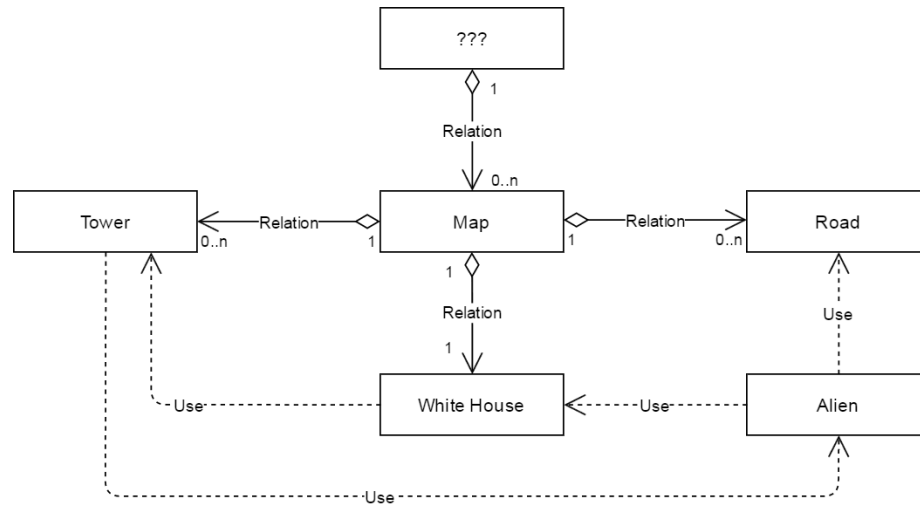 ???
1
Relation
0..n
Tower
Relation
Map
Relation
Road
0..n
1
1
0..n
1
Relation
Use
1
White House
Use
Use
Alien
Use